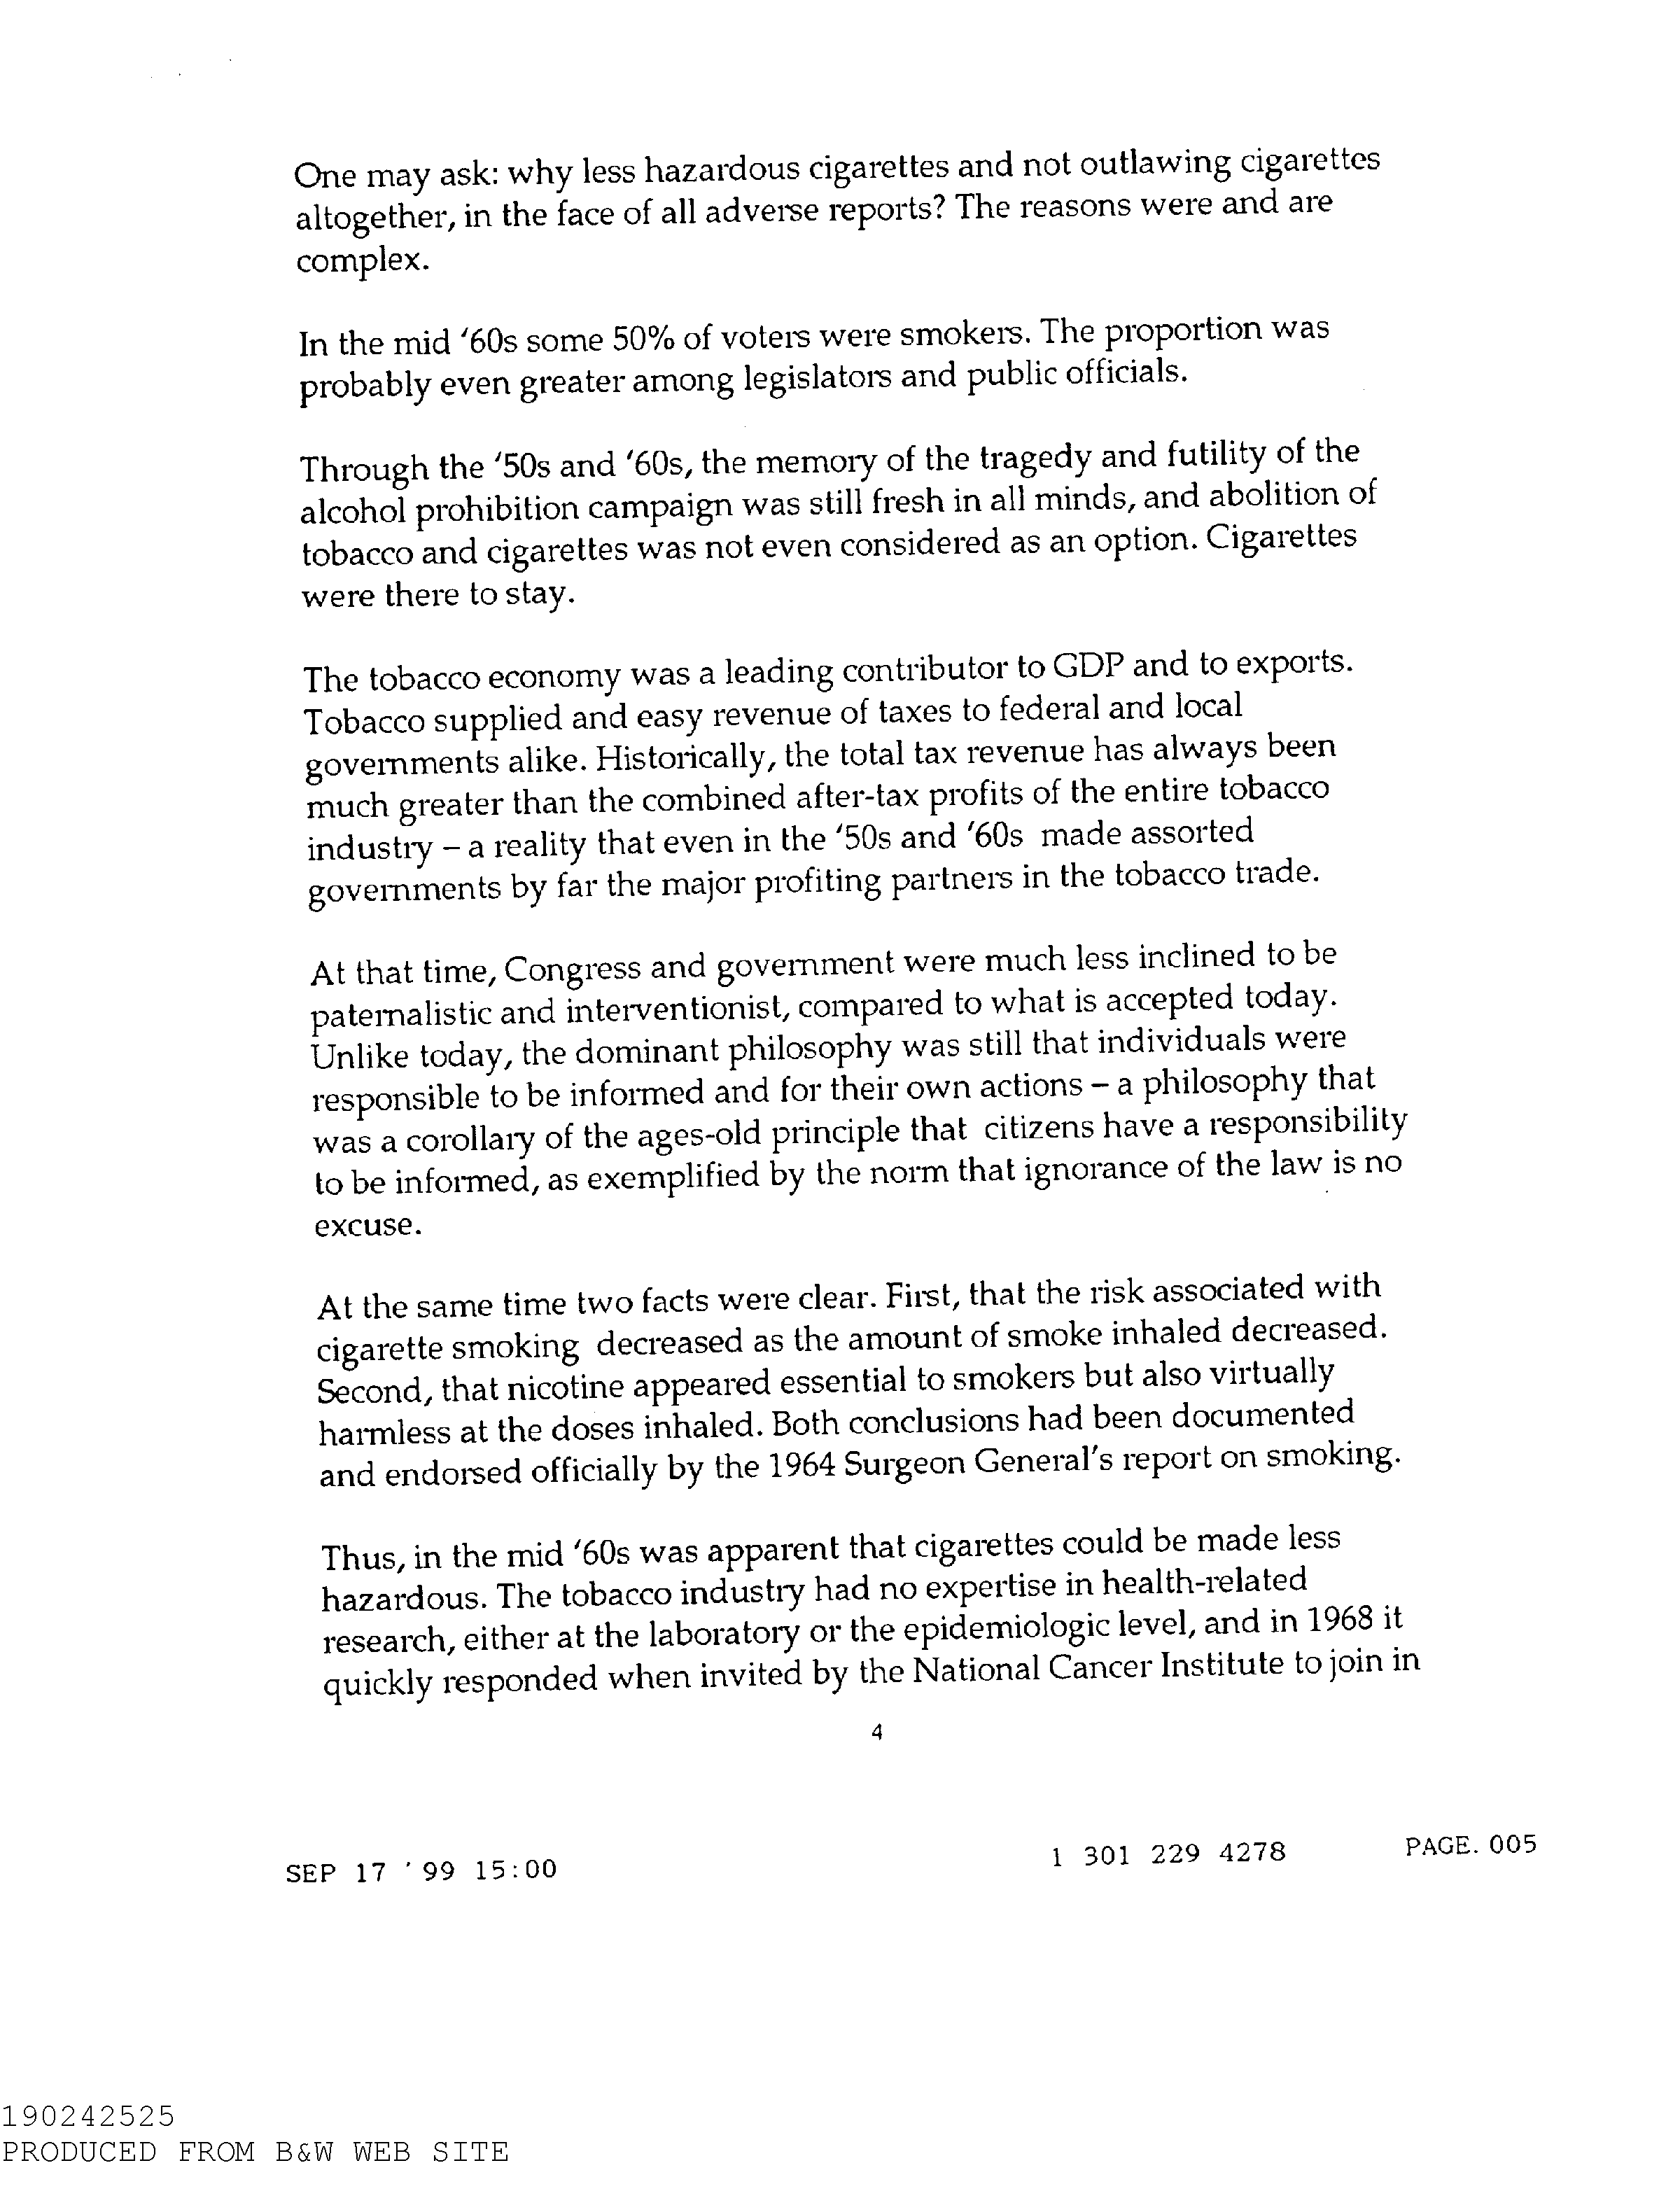 One may ask: why less hazardous cigarettes and not outlawing cigarettes
altogether, in the face of all adverse reports? The reasons were and are
complex.
In the mid '60s some 50% of voters were smokers. The proportion was
probably even greater among legislators and public officials.
Through the '50s and '60s, the memory of the tragedy and futility of the
alcohol prohibition campaign was still fresh in all minds, and abolition of
tobacco and cigarettes was not even considered as an option. Cigarettes
were there to stay.
The tobacco economy was a leading contributor to GDP and to exports.
Tobacco supplied and easy revenue of taxes to federal and local
governments alike. Historically, the total tax revenue has always been
much greater than the combined after-tax profits of the entire tobacco
industry – a reality that even in the '50s and '60s made assorted
governments by far the major profiting partners in the tobacco trade.
At that time, Congress and government were much less inclined to be
paternalistic and interventionist, compared to what is accepted today.
Unlike today, the dominant philosophy was still that individuals were
responsible to be informed and for their own actions – a philosophy that
was a corollary of the ages-old principle that citizens have a responsibility
to be informed, as exemplified by the norm that ignorance of the law is no
excuse.
At the same time two facts were clear. First, that the risk associated with
cigarette smoking decreased as the amount of smoke inhaled decreased.
Second, that nicotine appeared essential to smokers but also virtually
harmless at the doses inhaled. Both conclusions had been documented
and endorsed officially by the 1964 Surgeon General's report on smoking.
Thus, in the mid '60s was apparent that cigarettes could be made less
hazardous. The tobacco industry had no expertise in health-related
research, either at the laboratory or the epidemiologic level, and in 1968 it
quickly responded when invited by the National Cancer Institute to join in
4
SEP 17 '99 15:00 1 301 229 4278 PAGE.005
190242525
PRODUCED FROM B&W WEB SITE